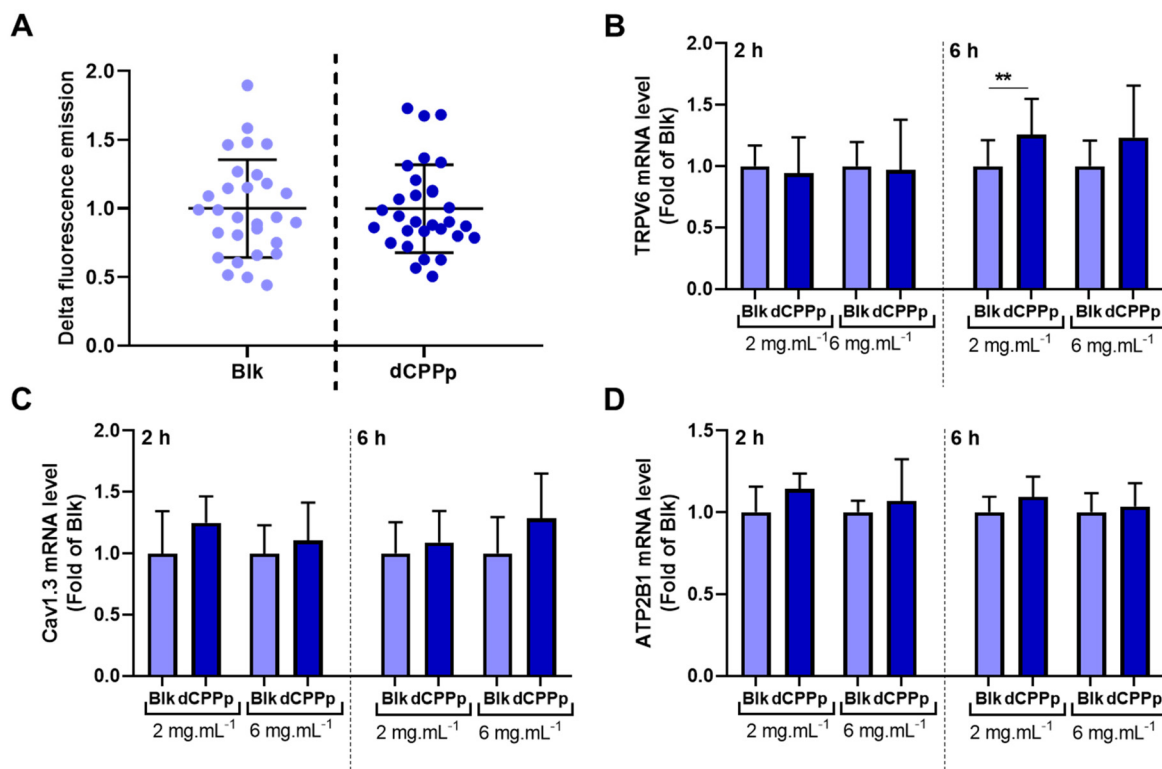 A
Delta fluorescence emission
2.0
1.5
1.0
0.5
0.0
Blk
dCPPp
B
TRPV6 mRNA level
(Fold of Blk)
2.0
1.5
1.0
0.5
0.0
2 h
6 h
**
Blk dCPPp Blk dCPPp Blk dCPPp Blk dCPPp
2 mg.mL-1 6 mg.mL-1 2 mg.mL-1 6 mg.mL-1
C
Cav1.3 mRNA level
(Fold of Blk)
2.0
1.5
1.0
0.5
0.0
2 h
6 h
Blk dCPPp Blk dCPPp Blk dCPPp Blk dCPPp
2 mg.mL-1 6 mg.mL-1 2 mg.mL-1 6 mg.mL-1
D
ATP2B1 mRNA level
(Fold of Blk)
1.5
1.0
0.5
0.0
2 h
6 h
Blk dCPPp Blk dCPPp Blk dCPPp Blk dCPPp
2 mg.mL-1 6 mg.mL-1 2 mg.mL-1 6 mg.mL-1